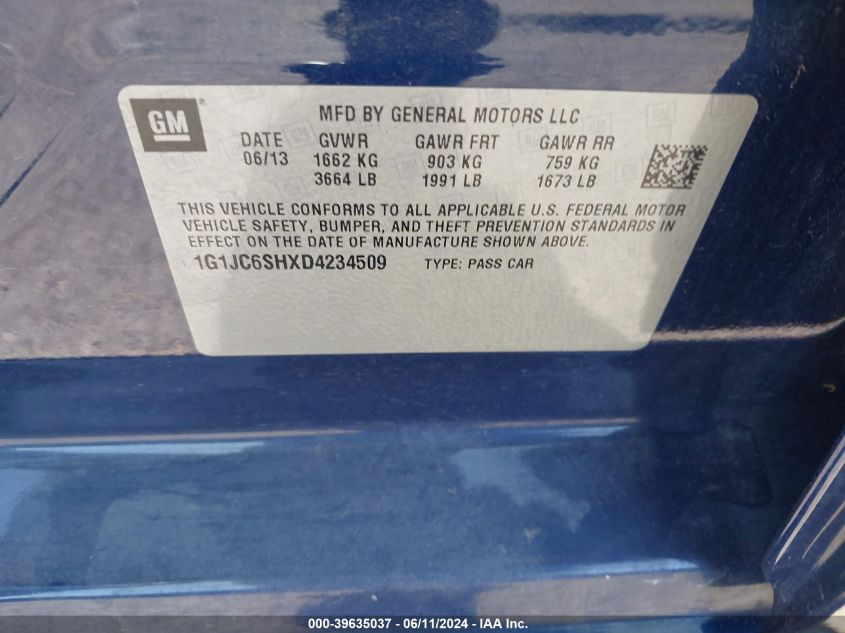 GM ®
MFD BY GENERAL MOTORS LLC
DATE GVWR GAWR FRT GAWR RR
06/13 1662 KG 903 KG 759 KG
3664 LB 1991 LB 1673 LB
THIS VEHICLE CONFORMS TO ALL APPLICABLE U.S. FEDERAL MOTOR
VEHICLE SAFETY, BUMPER, AND THEFT PREVENTION STANDARDS IN
EFFECT ON THE DATE OF MANUFACTURE SHOWN ABOVE.
1G1JC6SHXD4234509 TYPE: PASS CAR
000-39635037 - 06/11/2024 - IAA Inc.